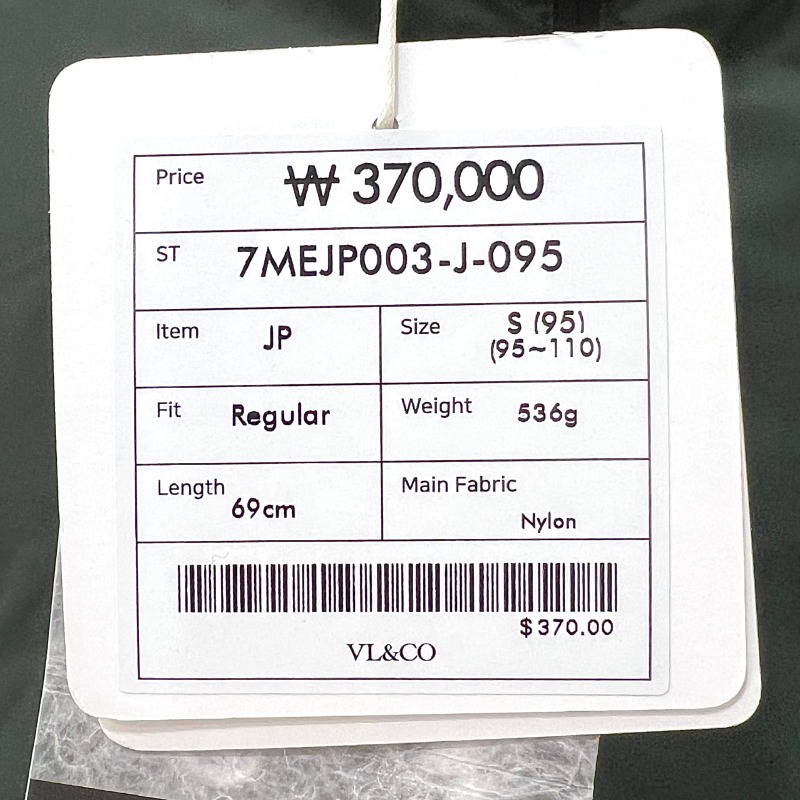 Price ₩ 370,000
ST 7MEJP003-J-095
Item JP
Size S (95)
(95~110)
Fit Regular
Weight 536g
Length 69cm
Main Fabric
Nylon
$370.00
VL&CO